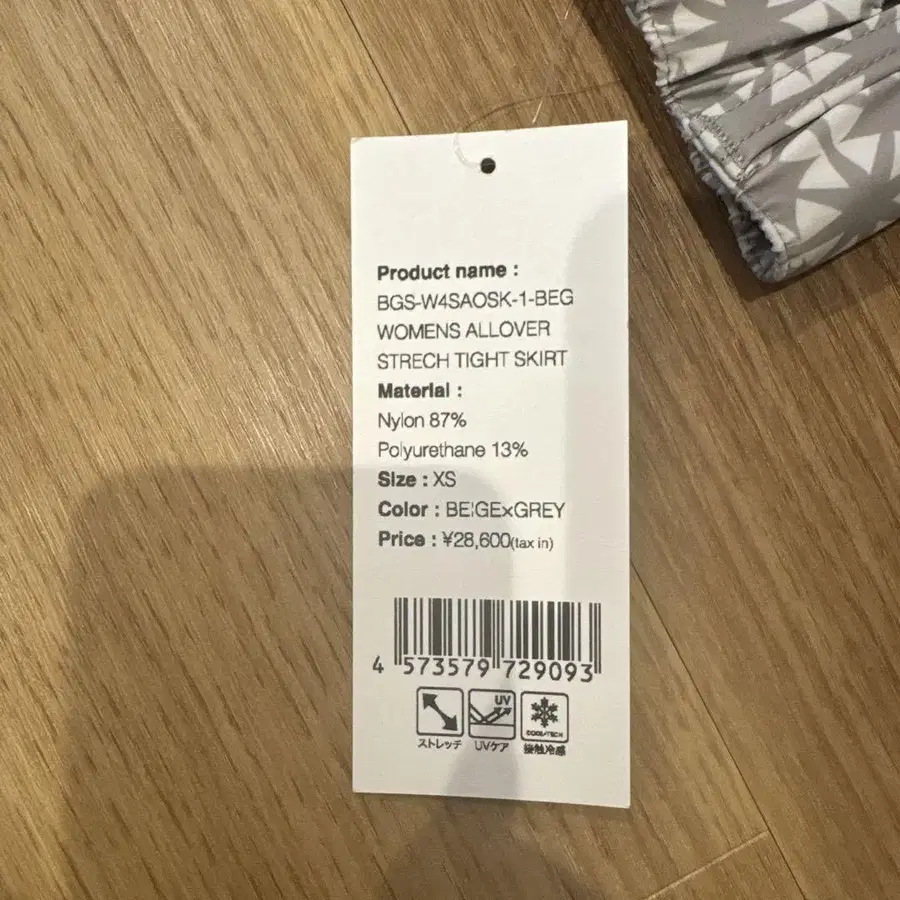 Product name :
BGS-W4SAOSK-1-BEG
WOMENS ALLOVER
STRECH TIGHT SKIRT
Material :
Nylon 87%
Polyurethane 13%
Size : XS
Color : BEIGE×GREY
Price : ¥28,600(tax in)
4 573579 729093
UV
COOL-TECH
ストレッチ UVケア 接触冷感